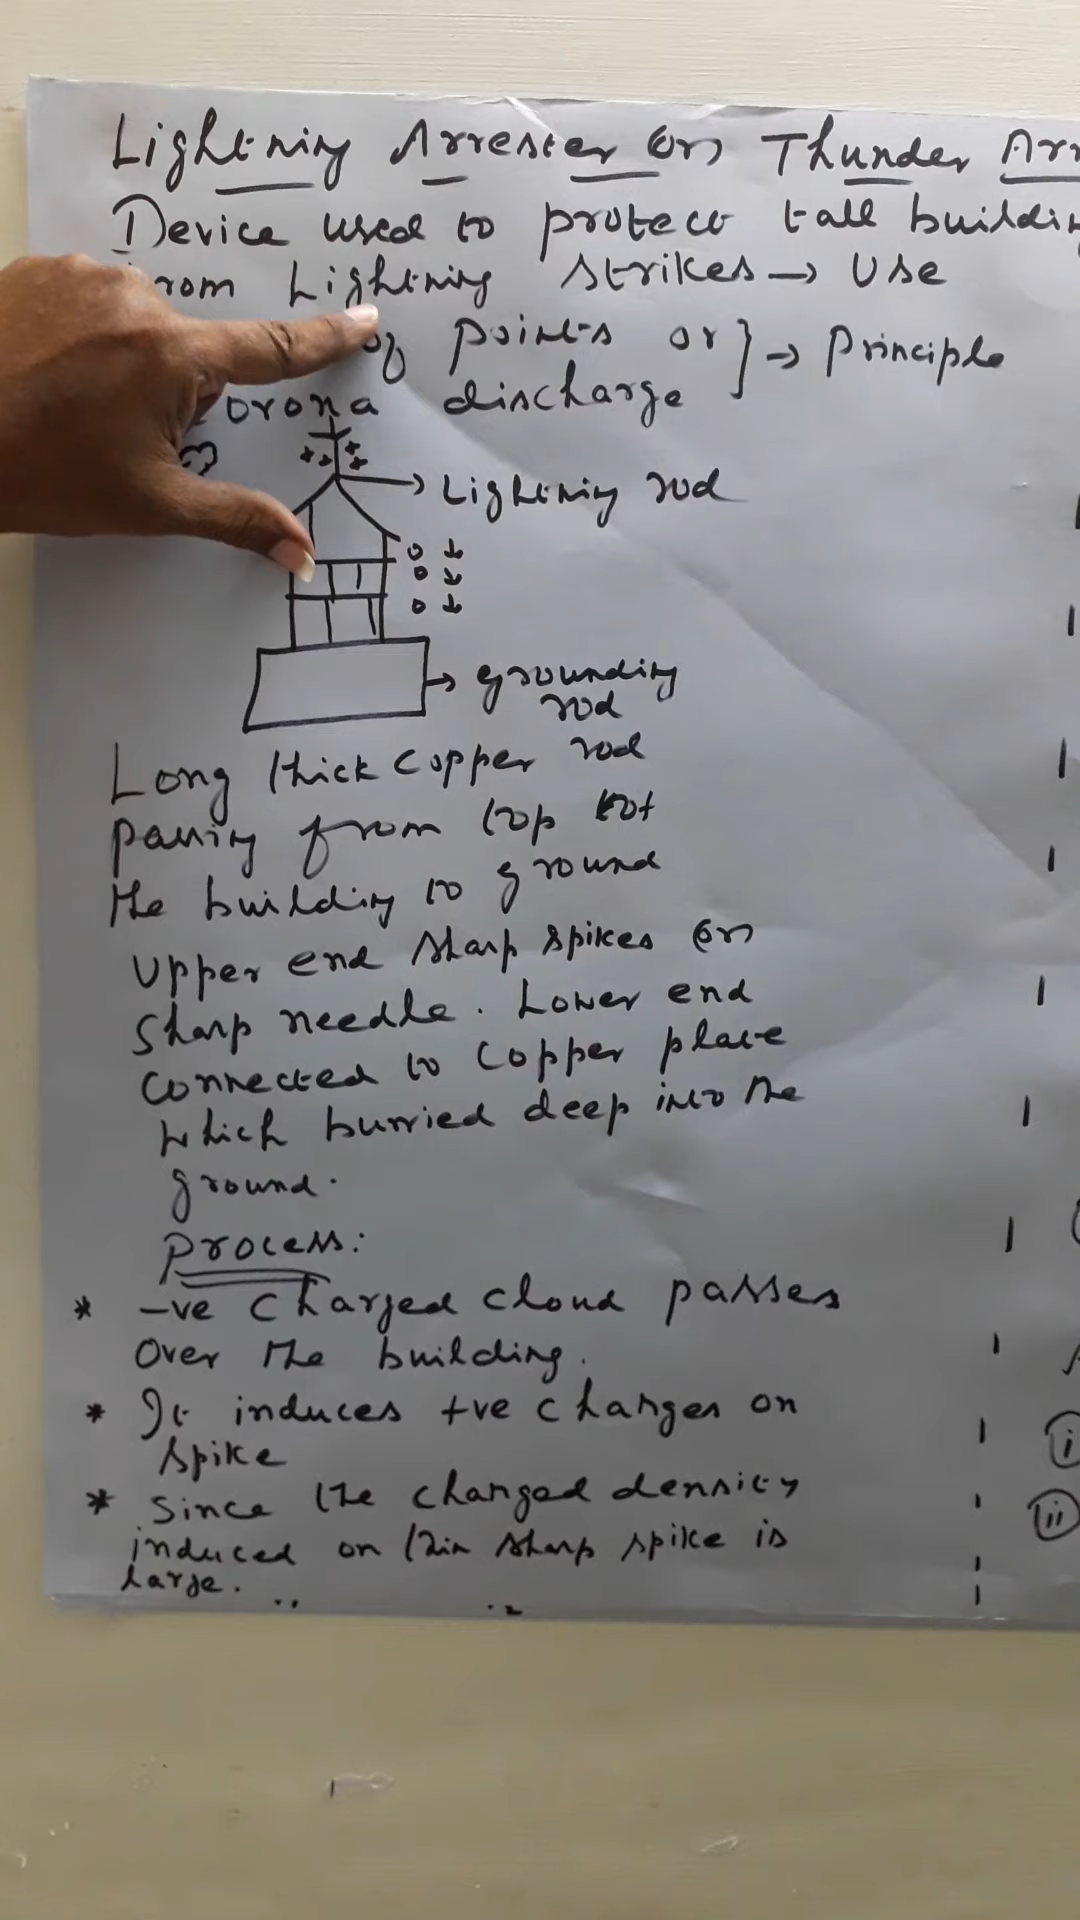 Lightning Arrester (or) Thunder Arr
Device used to protect tall building
rom Lightning strikes → Use
of points or
orona discharge } → Principle
→ Lightning rod
→ grounding
rod
Long thick copper rod
passing from top
the building to ground
Upper end sharp spikes (or)
sharp needle. Lower end
connected to copper plate
which burried deep into the
ground.
Process:
* -ve charged cloud passes
over the building.
* It induces +ve charges on
spike
* since the charged density
induced on thin sharp spike is
large.
(i
(ii)